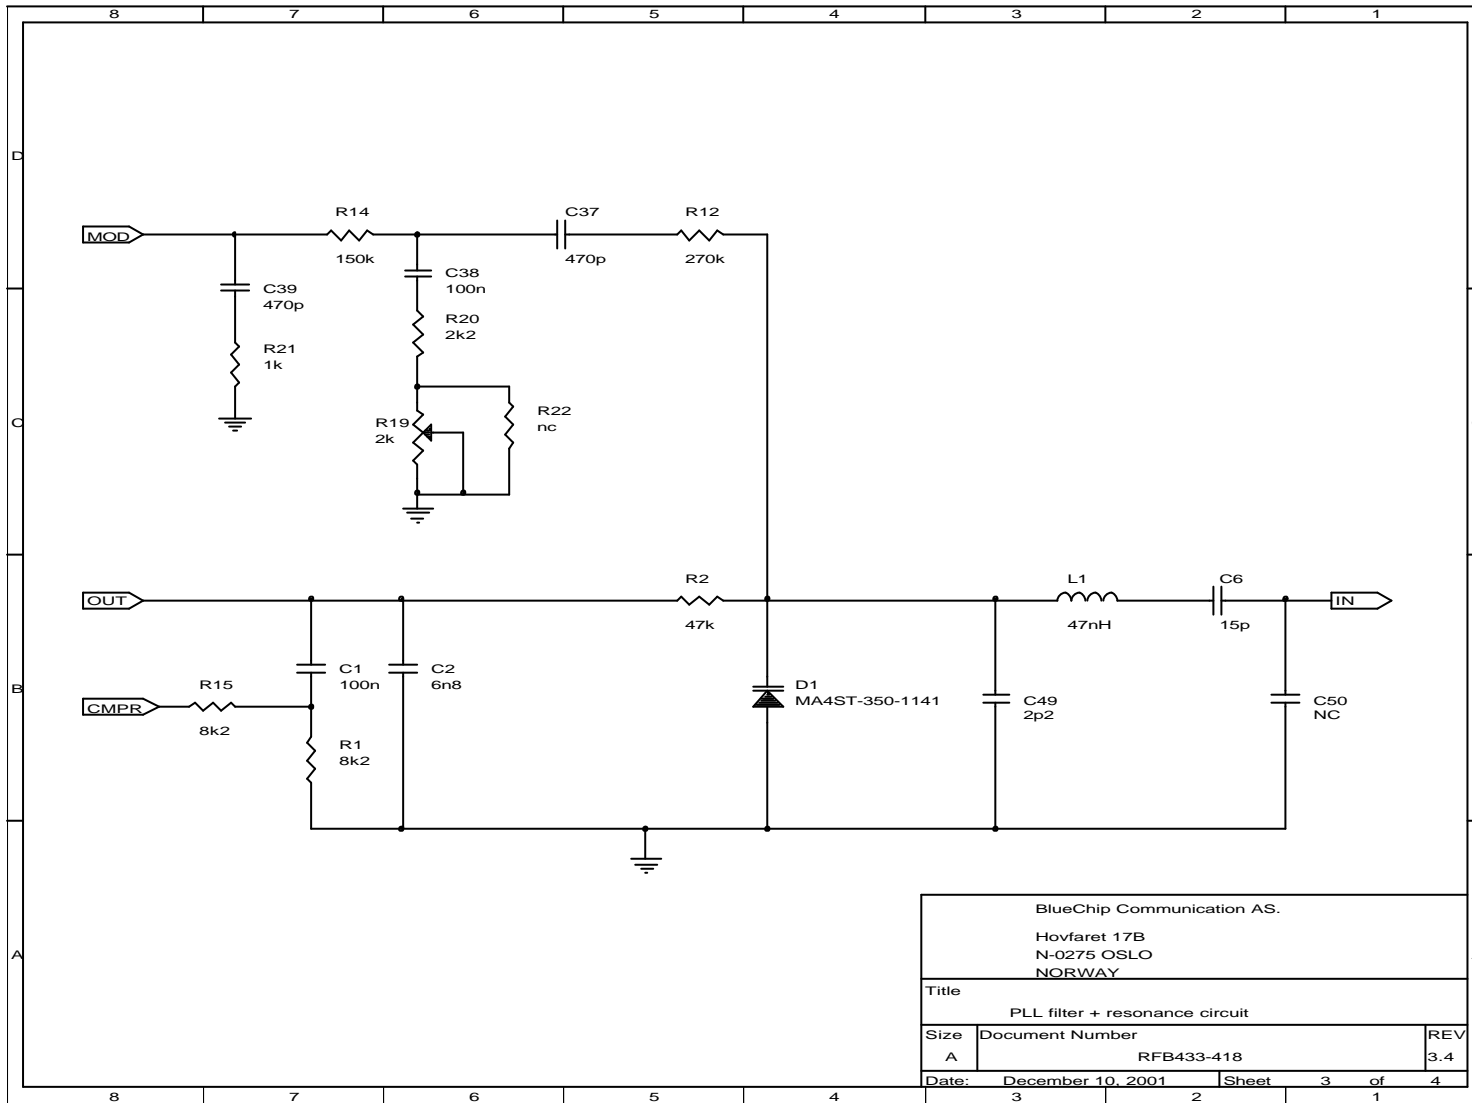 8 7 6 5 4 3 2 1
D
R14 C37 R12
MOD
150k 470p 270k
C38
100n
C39
470p
R20
2k2
R21
1k
C
R19
2k
R22
nc
R2 L1 C6
OUT IN
47k 47nH 15p
B
R15
C1
100n
C2
6n8
D1
MA4ST-350-1141
CMPR
8k2
C49
2p2
C50
NC
R1
8k2
A
BlueChip Communication AS.
Hovfaret 17B
N-0275 OSLO
NORWAY
Title
PLL filter + resonance circuit
Size Document Number REV
A RFB433-418 3.4
Date: December 10, 2001 Sheet 3 of 4
8 7 6 5 4 3 2 1